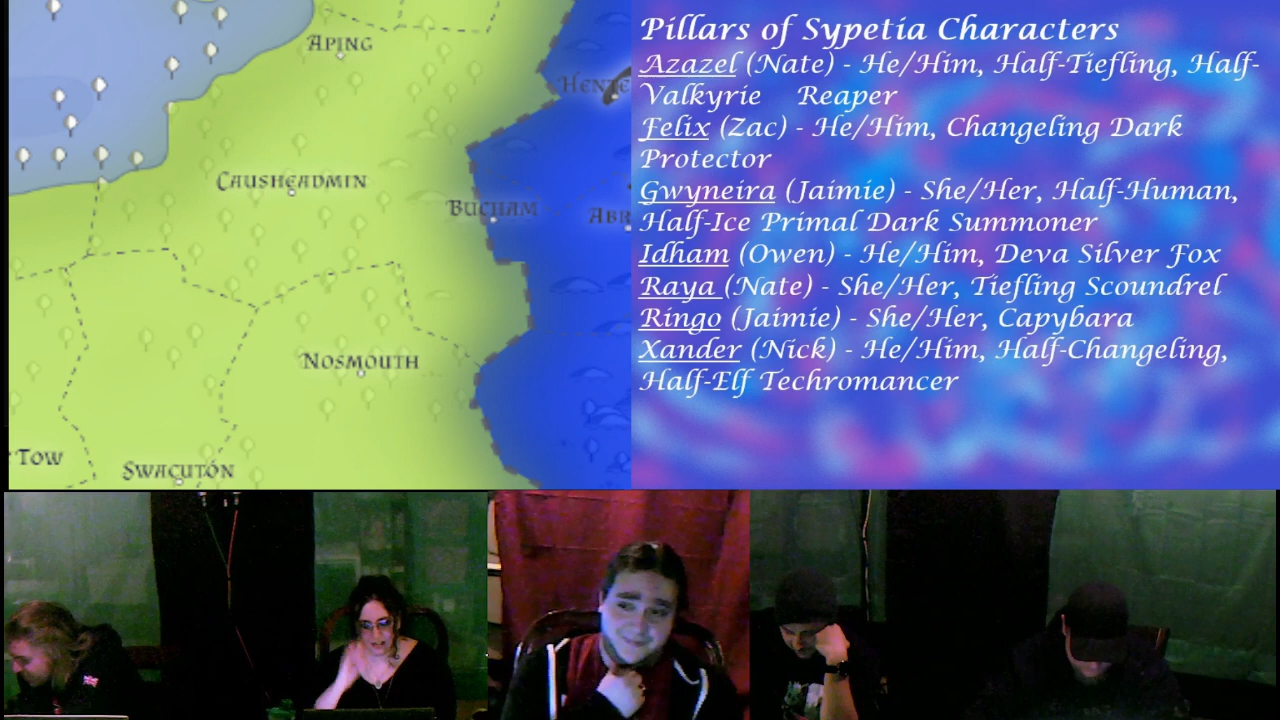 APING
HENTE
CAUSHEADMIN
BUCHAM
ABR
NOSMOUTH
TOW
SWACUTON
Pillars of Sypetia Characters
Azazel (Nate) - He/Him, Half-Tiefling, Half-
Valkyrie Reaper
Felix (Zac) - He/Him, Changeling Dark
Protector
Gwyneira (Jaimie) - She/Her, Half-Human,
Half-Ice Primal Dark Summoner
Idham (Owen) - He/Him, Deva Silver Fox
Raya (Nate) - She/Her, Tiefling Scoundrel
Ringo (Jaimie) - She/Her, Capybara
Xander (Nick) - He/Him, Half-Changeling,
Half-Elf Techromancer